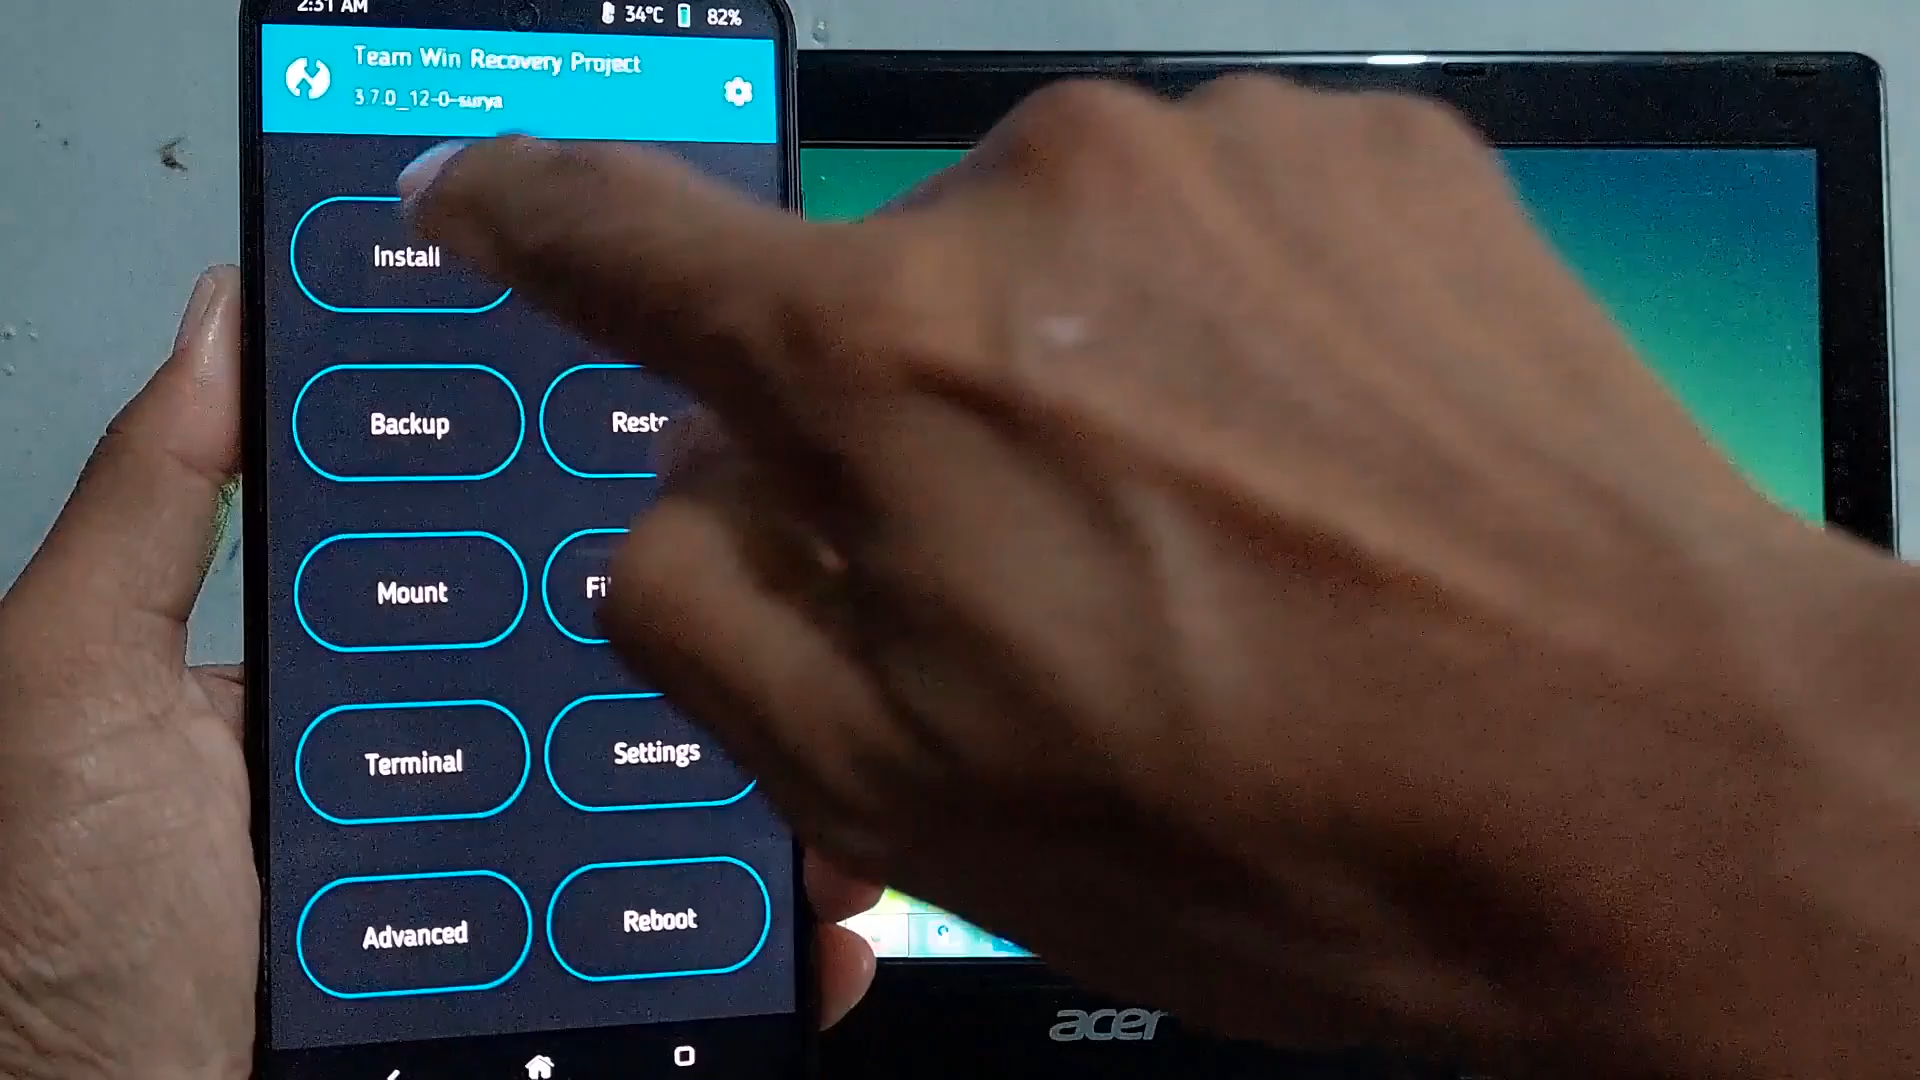 2:31 AM 34°C 82%
Team Win Recovery Project
3.7.0_12-0-surya
Install
Backup
Mount
Terminal Settings
Advanced Reboot
acer